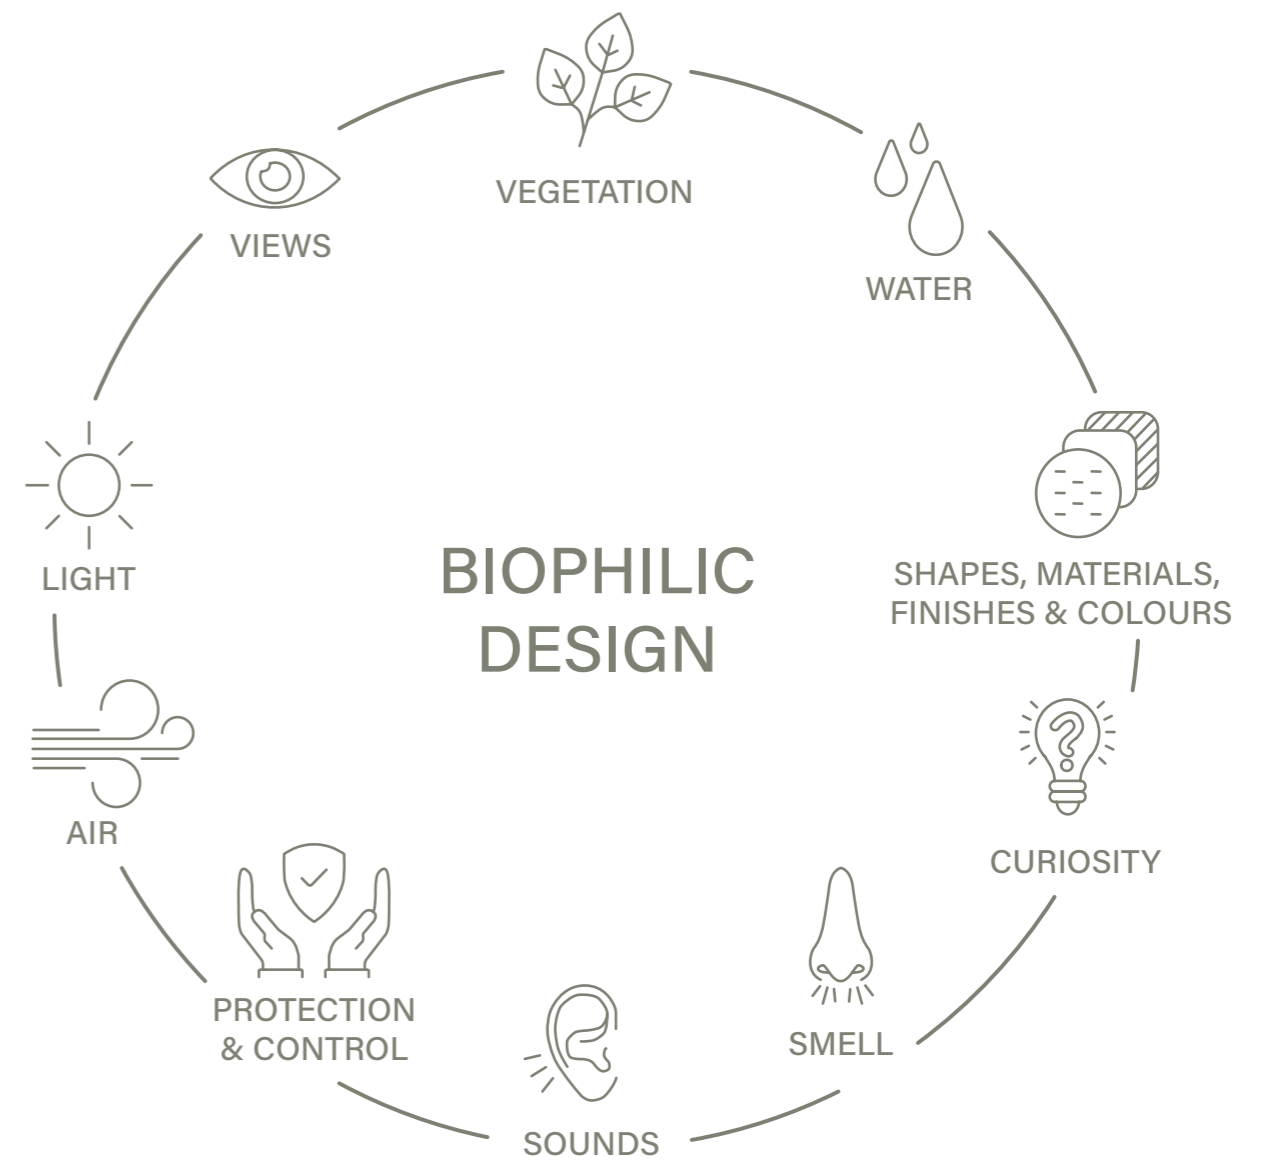 VEGETATION
VIEWS
WATER
LIGHT
BIOPHILIC
DESIGN
SHAPES, MATERIALS,
FINISHES & COLOURS
AIR
CURIOSITY
PROTECTION
& CONTROL
SMELL
SOUNDS